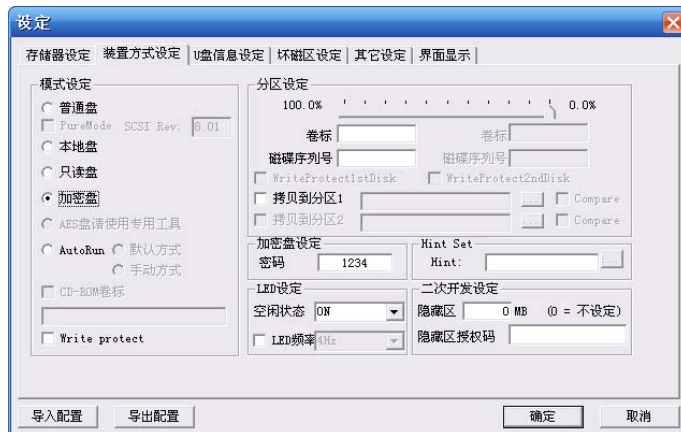 设定
存储器设定 装置方式设定 U盘信息设定 坏磁区设定 其它设定 界面显示
模式设定
普通盘
PureMode SCSI Rev: 8.01
本地盘
只读盘
加密盘
AES盘请使用专用工具
AutoRun 默认方式
手动方式
CD-ROM卷标
Write protect
分区设定
100.0% 0.0%
卷标 卷标
磁碟序列号 磁碟序列号
WriteProtect1stDisk WriteProtect2ndDisk
拷贝到分区1 ... Compare
拷贝到分区2 ... Compare
加密盘设定
密码 1234
Hint Set
Hint: ...
LED设定
空闲状态 ON
LED频率 4Hz
二次开发设定
隐藏区 0 MB (0 = 不设定)
隐藏区授权码
导入配置 导出配置 确定 取消